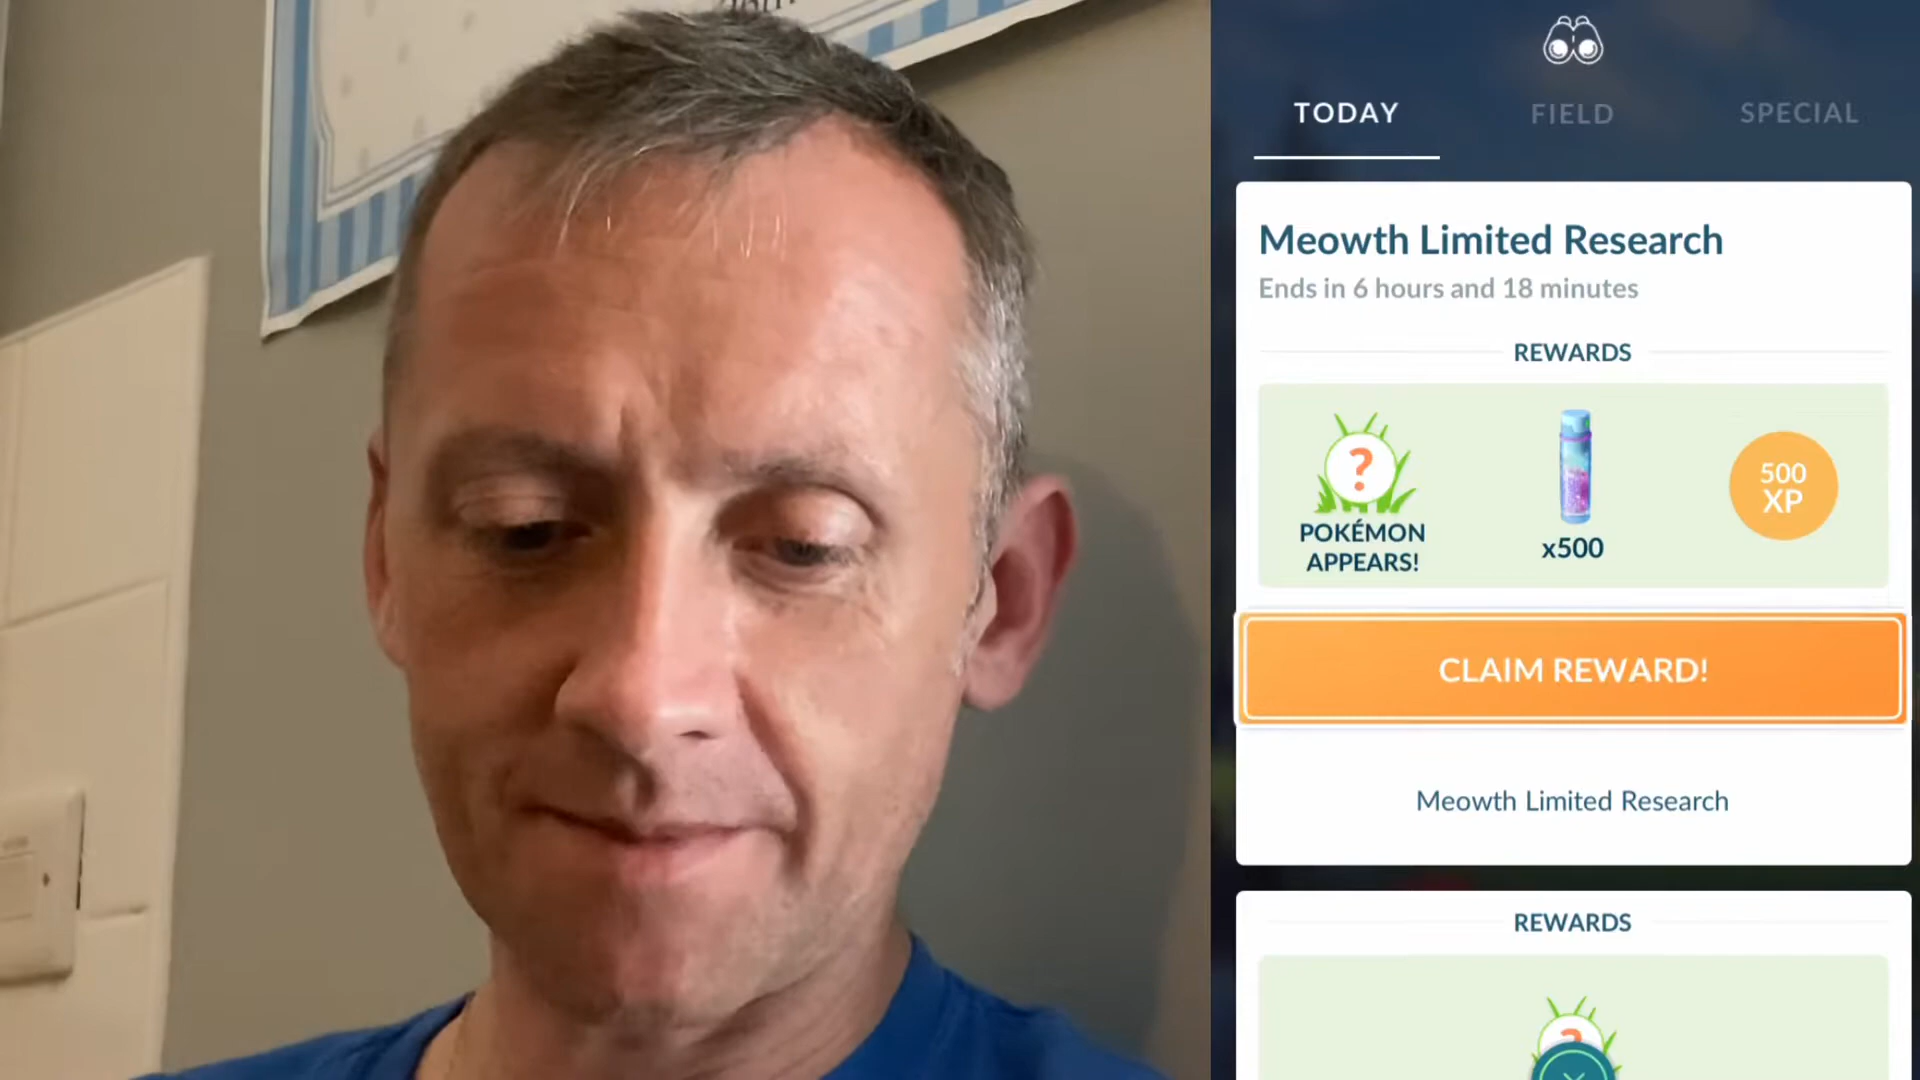 TODAY
FIELD
SPECIAL
Meowth Limited Research
Ends in 6 hours and 18 minutes
REWARDS
?
500
XP
POKÉMON
APPEARS!
x500
CLAIM REWARD!
Meowth Limited Research
REWARDS
?